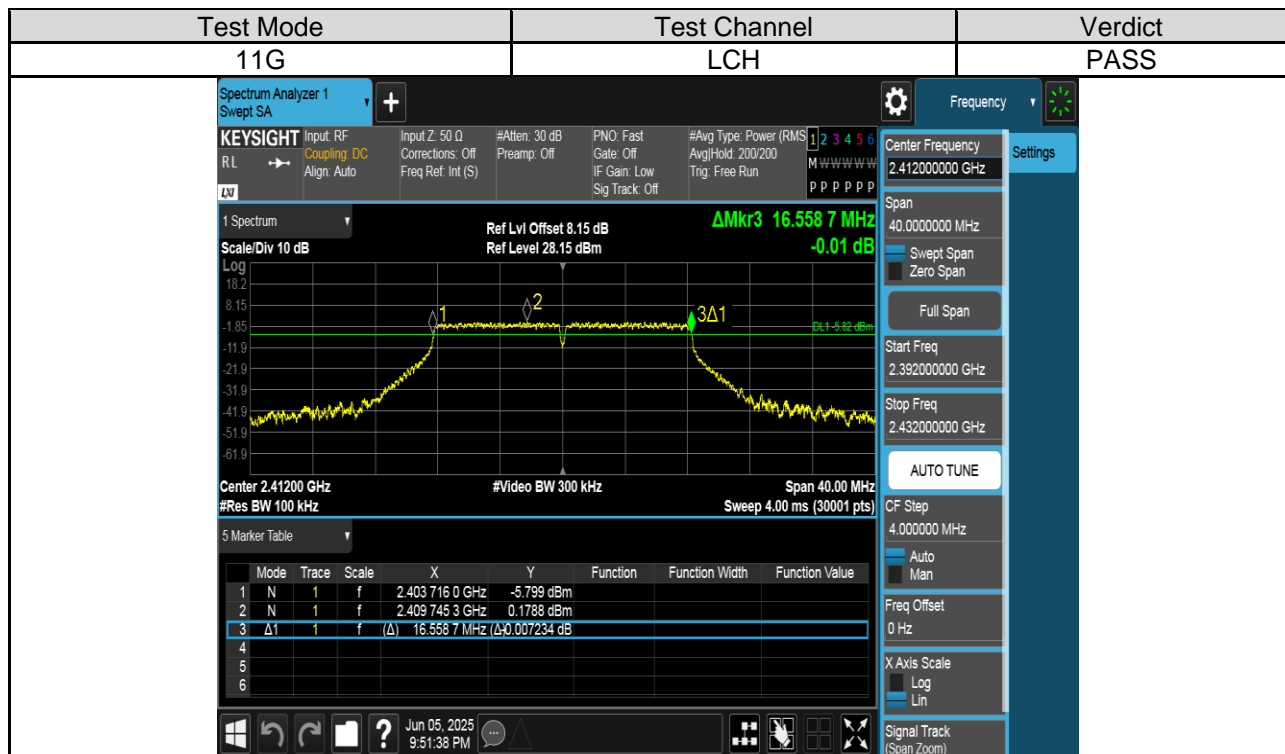 Test Mode Test Channel Verdict
11G LCH PASS
Spectrum Analyzer 1
Swept SA
+
Frequency
KEYSIGHT Input: RF Input Z: 50 Ω #Atten: 30 dB PNO: Fast #Avg Type: Power (RMS 1 2 3 4 5 6
RL Coupling: DC Corrections: Off Preamp: Off Gate: Off Avg|Hold: 200/200 M W W W W W
Align: Auto Freq Ref: Int (S) IF Gain: Low Trig: Free Run
LXI Sig Track: Off P P P P P P
Center Frequency
2.412000000 GHz
Settings
Span
40.0000000 MHz
Swept Span
Zero Span
Full Span
Start Freq
2.392000000 GHz
Stop Freq
2.432000000 GHz
AUTO TUNE
CF Step
4.000000 MHz
Auto
Man
Freq Offset
0 Hz
X Axis Scale
Log
Lin
Signal Track
(Span Zoom)
1 Spectrum Ref Lvl Offset 8.15 dB ΔMkr3 16.558 7 MHz
Scale/Div 10 dB Ref Level 28.15 dBm -0.01 dB
Log
18.2
8.15
-1.85
-11.9
-21.9
-31.9
-41.9
-51.9
-61.9
1
2
3Δ1
DL1 -5.82 dBm
Center 2.41200 GHz #Video BW 300 kHz Span 40.00 MHz
#Res BW 100 kHz Sweep 4.00 ms (30001 pts)
5 Marker Table
Mode Trace Scale X Y Function Function Width Function Value
1 N 1 f 2.403 716 0 GHz -5.799 dBm
2 N 1 f 2.409 745 3 GHz 0.1788 dBm
3 Δ1 1 f (Δ) 16.558 7 MHz (Δ) -0.007234 dB
4
5
6
? Jun 05, 2025
9:51:38 PM